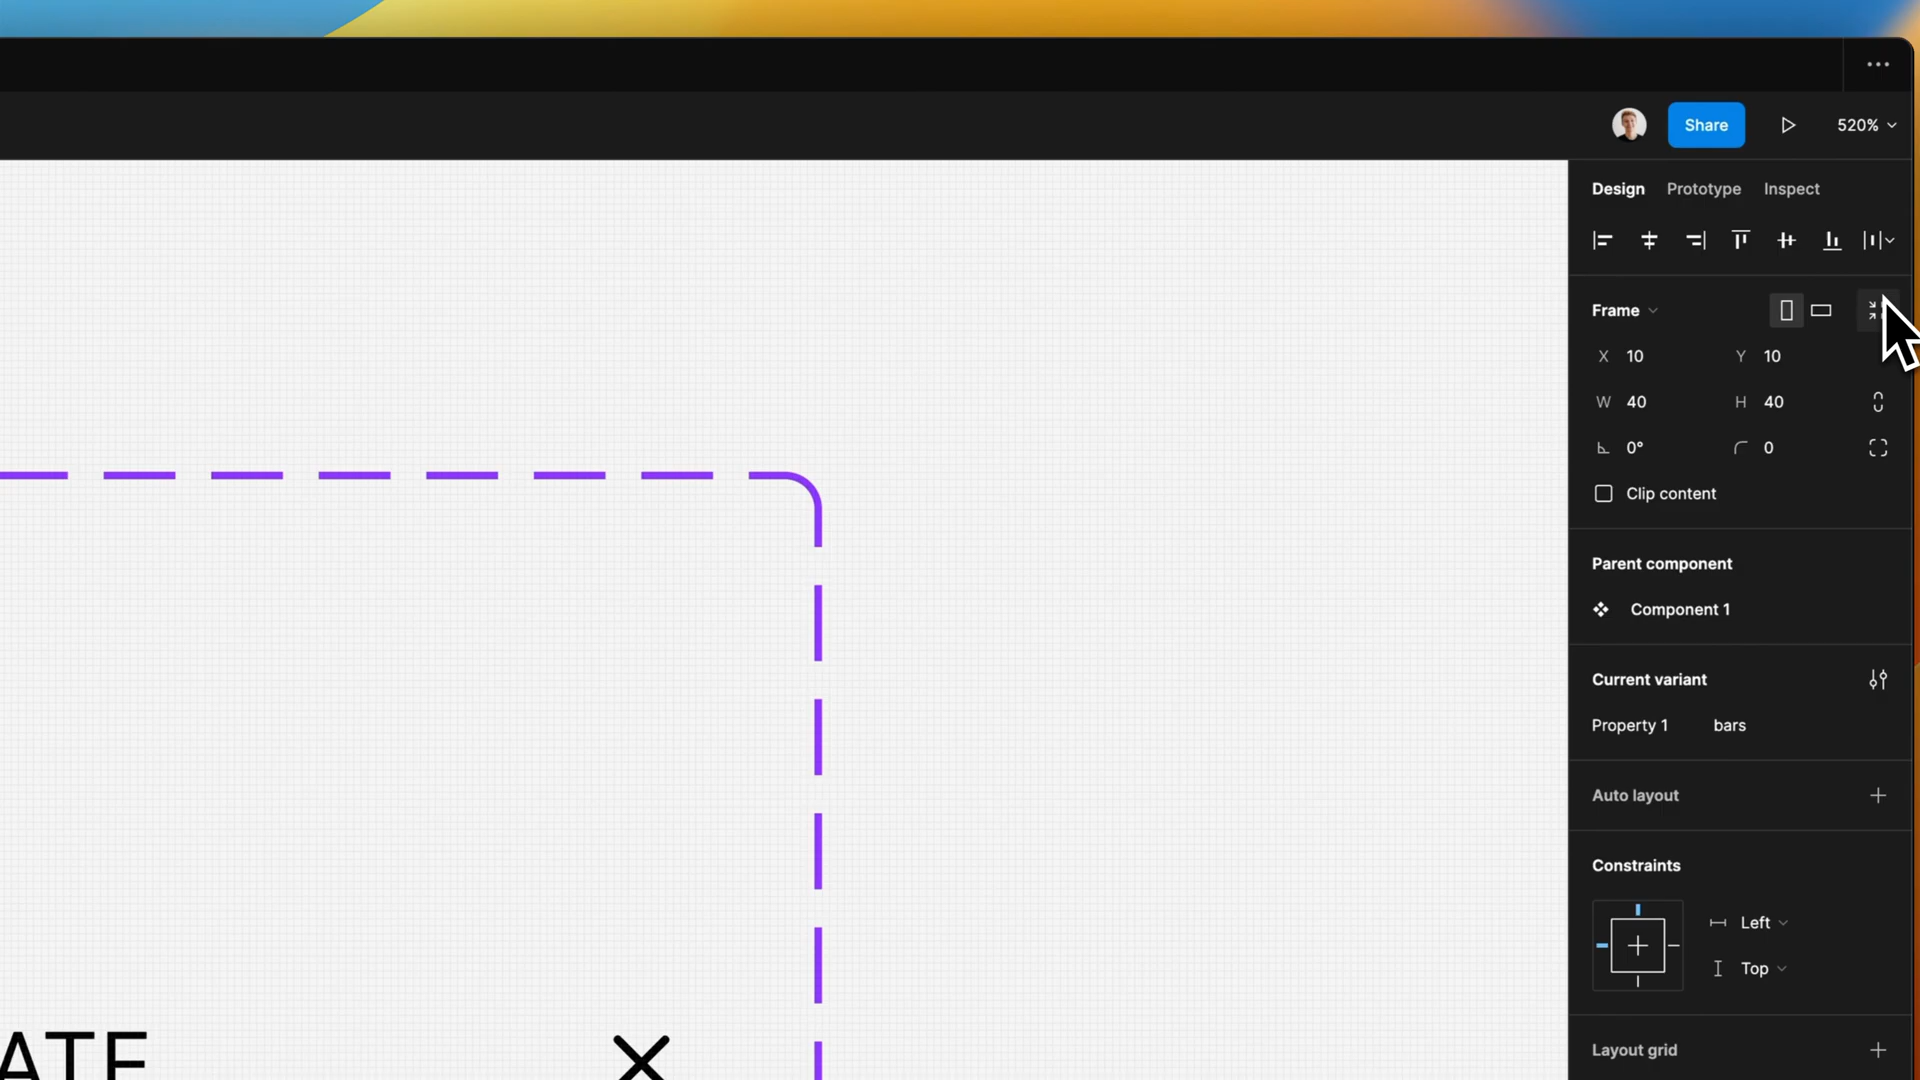 Share
520%
Design Prototype Inspect
Frame
X 10 Y 10
W 40 H 40
0° 0
Clip content
Parent component
Component 1
Current variant
Property 1 bars
Auto layout
Constraints
Left
Top
ATE
Layout grid